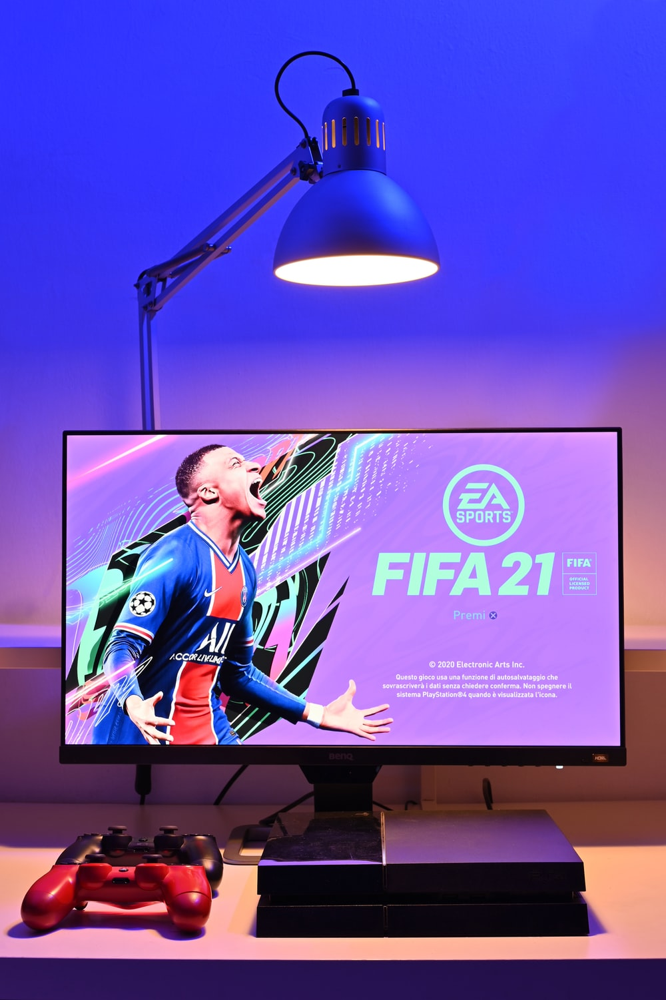 EA
SPORTS™
FIFA 21
FIFA®
OFFICIAL
LICENSED
PRODUCT
Premi
© 2020 Electronic Arts Inc.
Questo gioco usa una funzione di autosalvataggio che
sovrascriverà i dati senza chiedere conferma. Non spegnere il
sistema PlayStation®4 quando è visualizzata l'icona.
ALL
ACCOR LIVE LIMITLESS
BenQ
HDRi
PS4